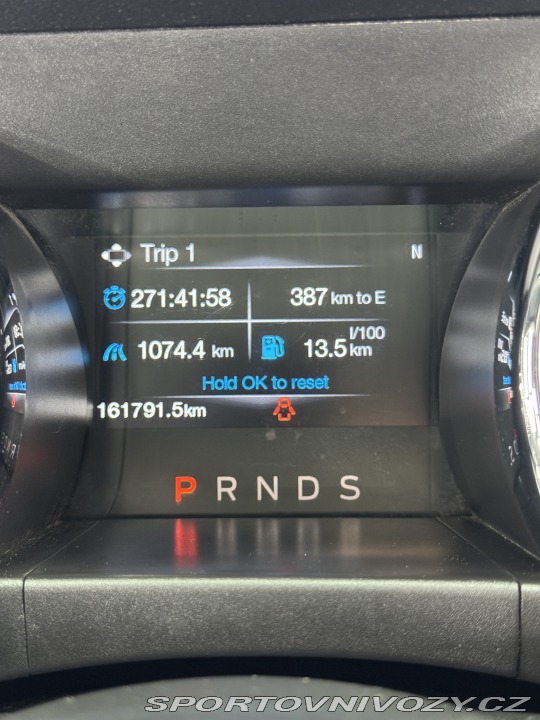 Trip 1 N
271:41:58 387 km to E
1074.4 km 13.5 l/100 km
Hold OK to reset
161791.5km
P R N D S
SPORTOVNIVOZY.CZ